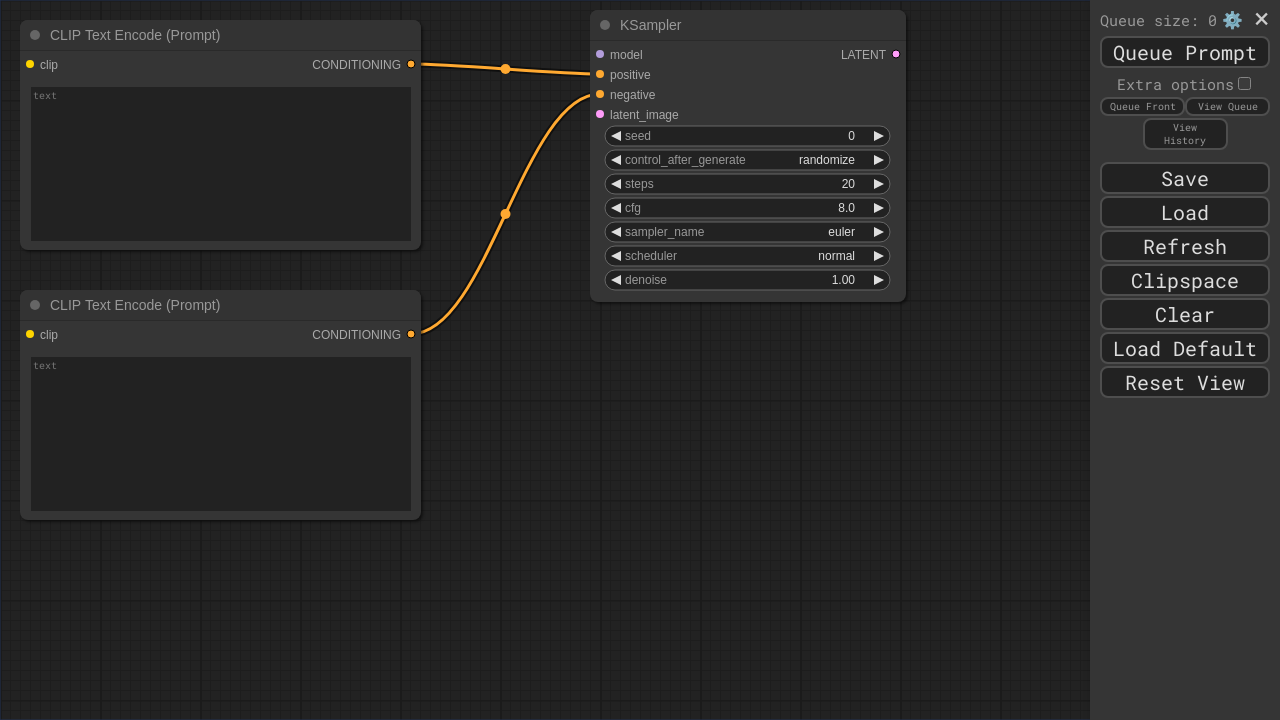 CLIP Text Encode (Prompt)
clip CONDITIONING
text
CLIP Text Encode (Prompt)
clip CONDITIONING
text
KSampler
model LATENT
positive
negative
latent_image
seed 0
control_after_generate randomize
steps 20
cfg 8.0
sampler_name euler
scheduler normal
denoise 1.00
Queue size: 0
Queue Prompt
Extra options
Queue Front View Queue
View
History
Save
Load
Refresh
Clipspace
Clear
Load Default
Reset View